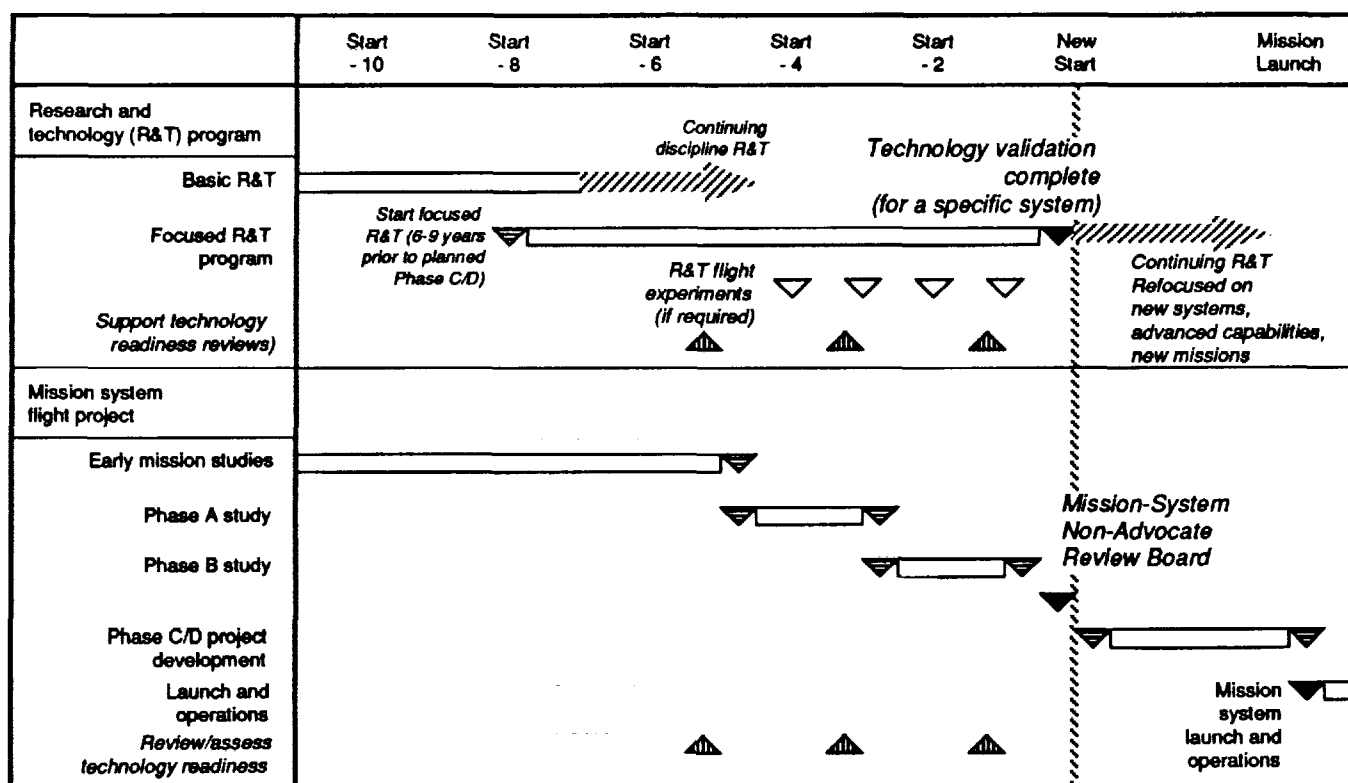 Start
- 10
Start
- 8
Start
- 6
Start
- 4
Start
- 2
New
Start
Mission
Launch
Research and
technology (R&T) program
Continuing
discipline R&T
Technology validation
complete
(for a specific system)
Basic R&T
Start focused
R&T (6-9 years
prior to planned
Phase C/D)
Focused R&T
program
R&T flight
experiments
(if required)
Continuing R&T
Refocused on
new systems,
advanced capabilities,
new missions
Support technology
readiness reviews)
Mission system
flight project
Early mission studies
Phase A study
Mission-System
Non-Advocate
Review Board
Phase B study
Phase C/D project
development
Launch and
operations
Mission
system
launch and
operations
Review/assess
technology readiness